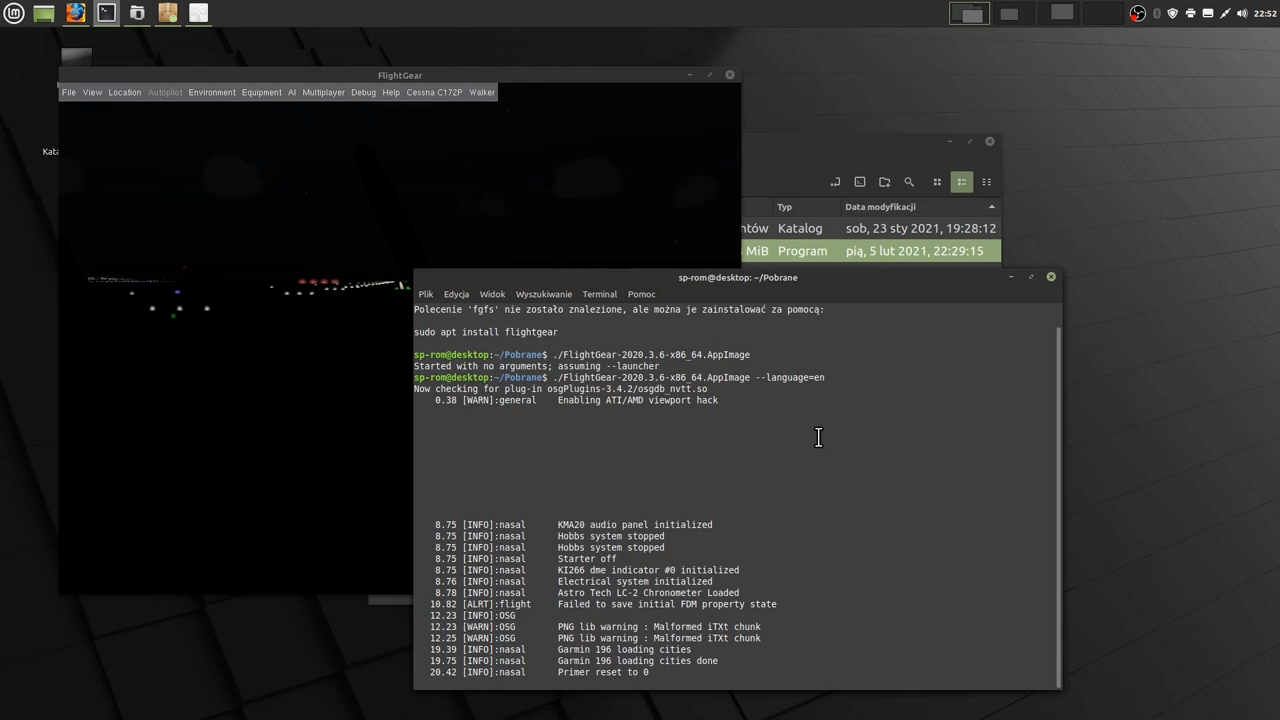 22:52
FlightGear
File View Location Autopilot Environment Equipment AI Multiplayer Debug Help Cessna C172P Walker
Kata
Typ Data modyfikacji
ntów Katalog sob, 23 sty 2021, 19:28:12
MiB Program pią, 5 lut 2021, 22:29:15
sp-rom@desktop: ~/Pobrane
Plik Edycja Widok Wyszukiwanie Terminal Pomoc
Polecenie 'fgfs' nie zostało znalezione, ale można je zainstalować za pomocą:
sudo apt install flightgear
sp-rom@desktop:~/Pobrane$ ./FlightGear-2020.3.6-x86_64.AppImage
Started with no arguments; assuming --launcher
sp-rom@desktop:~/Pobrane$ ./FlightGear-2020.3.6-x86_64.AppImage --language=en
Now checking for plug-in osgPlugins-3.4.2/osgdb_nvtt.so
0.38 [WARN]:general Enabling ATI/AMD viewport hack
8.75 [INFO]:nasal KMA20 audio panel initialized
8.75 [INFO]:nasal Hobbs system stopped
8.75 [INFO]:nasal Hobbs system stopped
8.75 [INFO]:nasal Starter off
8.75 [INFO]:nasal KI266 dme indicator #0 initialized
8.76 [INFO]:nasal Electrical system initialized
8.78 [INFO]:nasal Astro Tech LC-2 Chronometer Loaded
10.82 [ALRT]:flight Failed to save initial FDM property state
12.23 [INFO]:OSG
12.23 [WARN]:OSG PNG lib warning : Malformed iTXt chunk
12.25 [WARN]:OSG PNG lib warning : Malformed iTXt chunk
19.39 [INFO]:nasal Garmin 196 loading cities
19.75 [INFO]:nasal Garmin 196 loading cities done
20.42 [INFO]:nasal Primer reset to 0